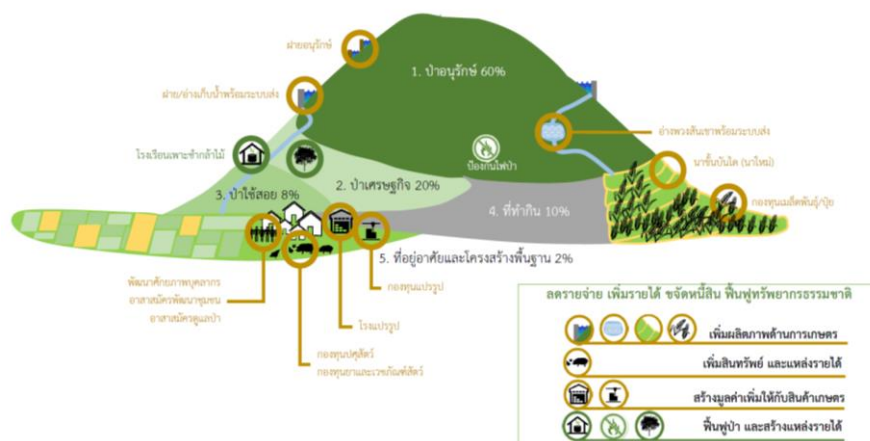 ฝายอนุรักษ์
1. ป่าอนุรักษ์ 60%
ฝาย/อ่างเก็บน้ำพร้อมระบบส่ง
อ่างพวงสันเขาพร้อมระบบส่ง
โรงเรือนเพาะชำกล้าไม้
ป้องกันไฟป่า
นาขั้นบันได (นาใหม่)
2. ป่าเศรษฐกิจ 20%
3. ป่าใช้สอย 8%
กองทุนเมล็ดพันธุ์/ปุ๋ย
4. ที่ทำกิน 10%
5. ที่อยู่อาศัยและโครงสร้างพื้นฐาน 2%
พัฒนาศักยภาพบุคลากร
อาสาสมัครพัฒนาชุมชน
อาสาสมัครดูแลป่า
กองทุนแปรรูป
โรงแปรรูป
กองทุนปศุสัตว์
กองทุนยาและเวชภัณฑ์สัตว์
ลดรายจ่าย เพิ่มรายได้ ขจัดหนี้สิน ฟื้นฟูทรัพยากรธรรมชาติ
เพิ่มผลิตภาพด้านการเกษตร
เพิ่มสินทรัพย์ และแหล่งรายได้
สร้างมูลค่าเพิ่มให้กับสินค้าเกษตร
ฟื้นฟูป่า และสร้างแหล่งรายได้